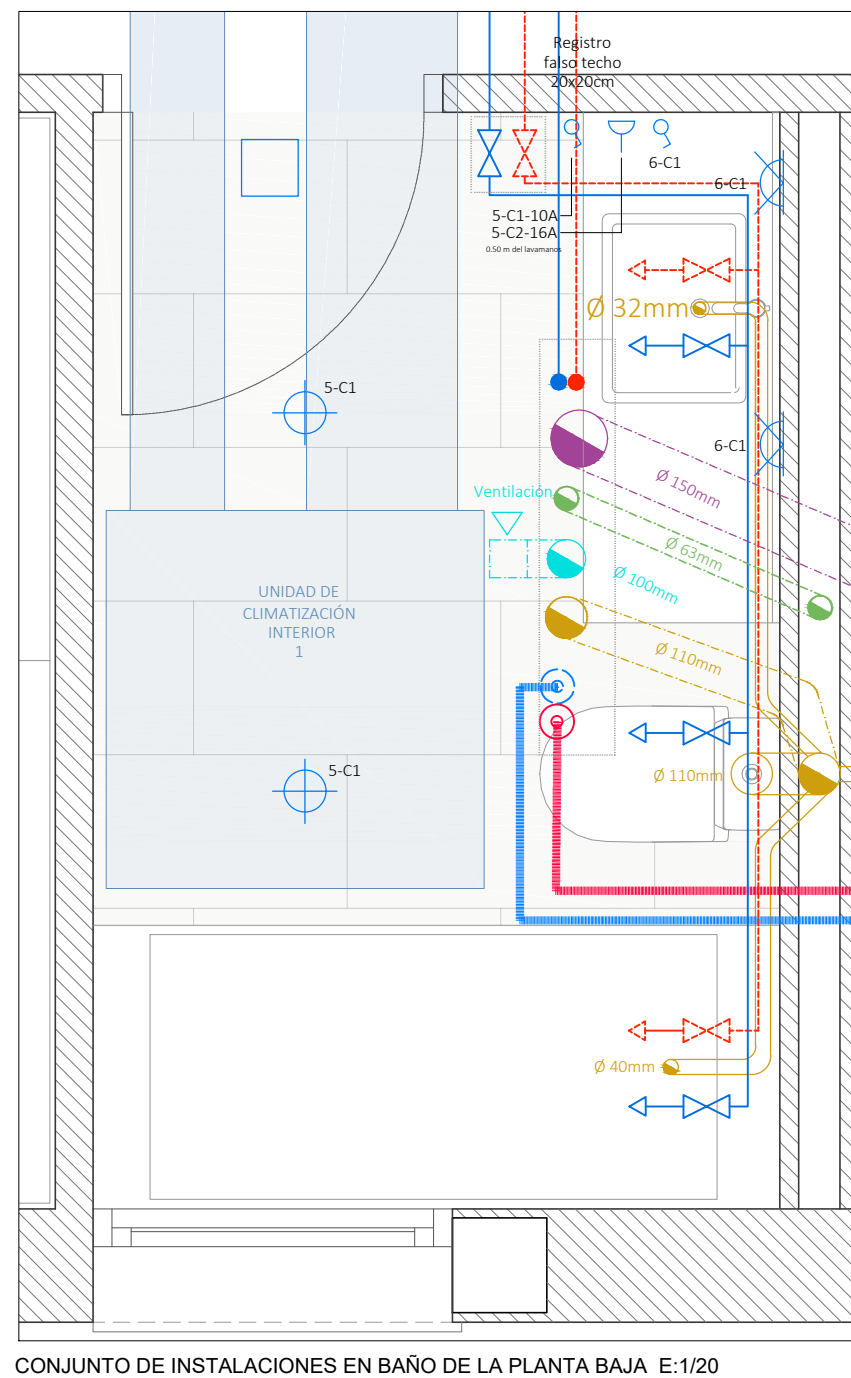 Registro
falso techo
20x20cm
6-C1
6-C1
5-C1-10A
5-C2-16A
0.50 m del lavamanos
Ø 32mm
5-C1
6-C1
Ø 150mm
Ventilación
Ø 63mm
Ø 100mm
UNIDAD DE
CLIMATIZACIÓN
INTERIOR
1
Ø 110mm
5-C1
Ø 110mm
Ø 40mm
CONJUNTO DE INSTALACIONES EN BAÑO DE LA PLANTA BAJA E:1/20